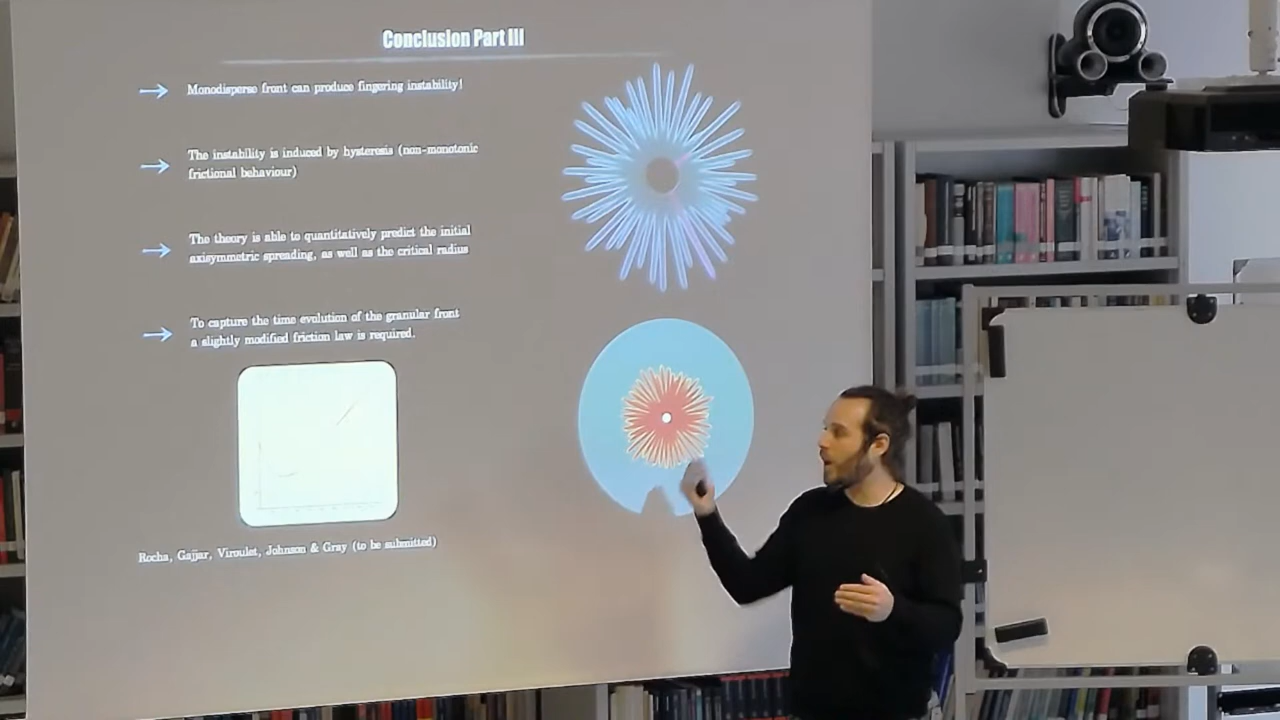 Conclusion Part III
Monodisperse front can produce fingering instability!
The instability is induced by hysteresis (non-monotonic
frictional behaviour)
The theory is able to quantitatively predict the initial
axisymmetric spreading, as well as the critical radius
To capture the time evolution of the granular front
a slightly modified friction law is required.
Rocha, Gajjar, Viroulet, Johnson & Gray (to be submitted)